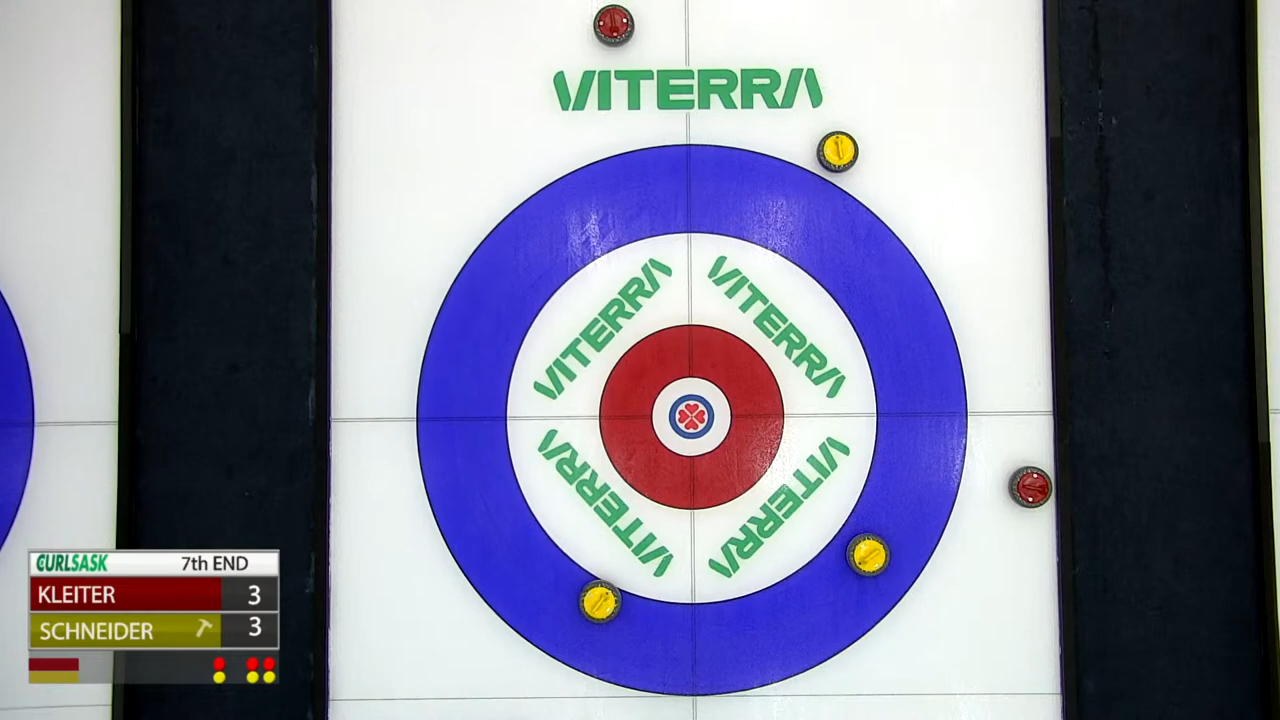 VITERRA
VITERRA
VITERRA
VITERRA
VITERRA
CURLSASK 7th END
KLEITER 3
SCHNEIDER 3